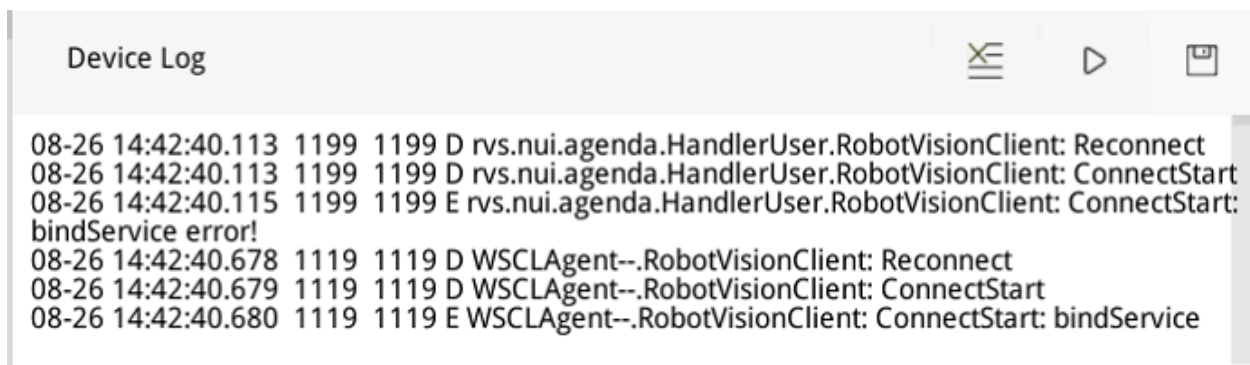 Device Log
08-26 14:42:40.113  1199  1199 D rvs.nui.agenda.HandlerUser.RobotVisionClient: Reconnect
08-26 14:42:40.113  1199  1199 D rvs.nui.agenda.HandlerUser.RobotVisionClient: ConnectStart
08-26 14:42:40.115  1199  1199 E rvs.nui.agenda.HandlerUser.RobotVisionClient: ConnectStart:
bindService error!
08-26 14:42:40.678  1119  1119 D WSCLAgent--.RobotVisionClient: Reconnect
08-26 14:42:40.679  1119  1119 D WSCLAgent--.RobotVisionClient: ConnectStart
08-26 14:42:40.680  1119  1119 E WSCLAgent--.RobotVisionClient: ConnectStart: bindService